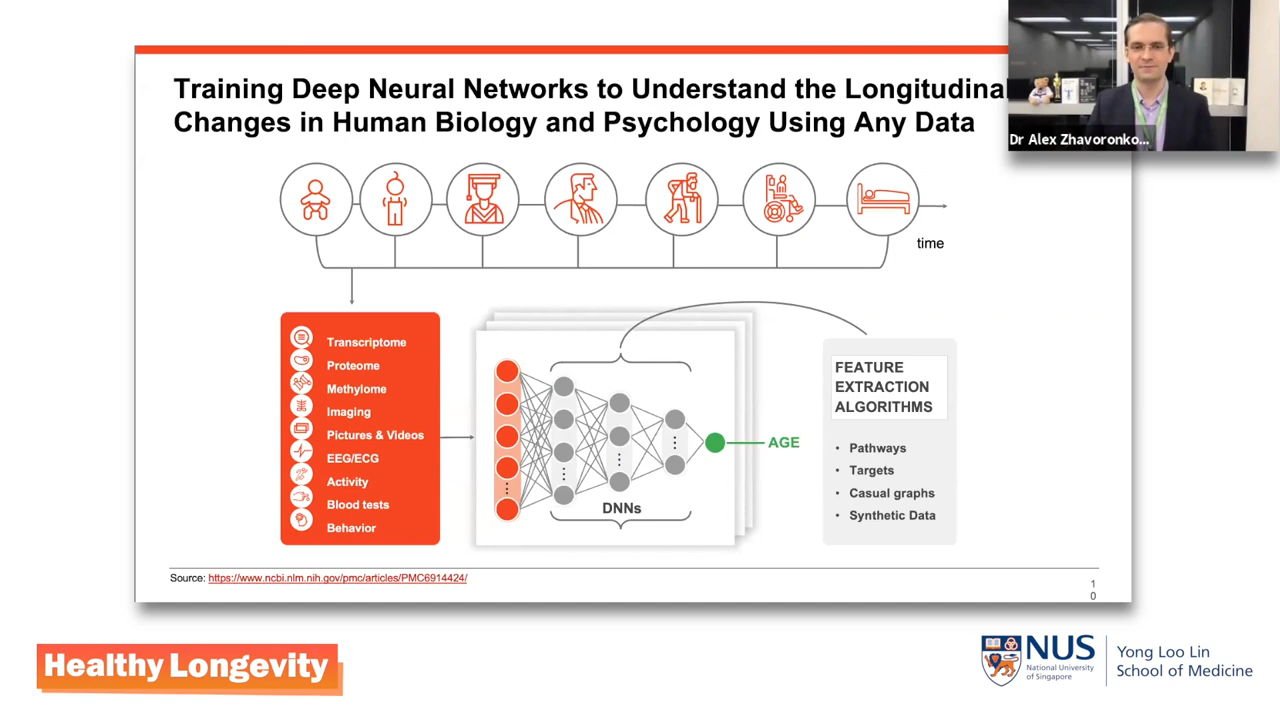 Training Deep Neural Networks to Understand the Longitudinal
Changes in Human Biology and Psychology Using Any Data
Dr Alex Zhavoronko...
time
Transcriptome
Proteome
Methylome
Imaging
Pictures & Videos
EEG/ECG
Activity
Blood tests
Behavior
DNNs
AGE
FEATURE
EXTRACTION
ALGORITHMS
• Pathways
• Targets
• Casual graphs
• Synthetic Data
Source: https://www.ncbi.nlm.nih.gov/pmc/articles/PMC6914424/
1
0
Healthy Longevity
NUS
National University
of Singapore
Yong Loo Lin
School of Medicine